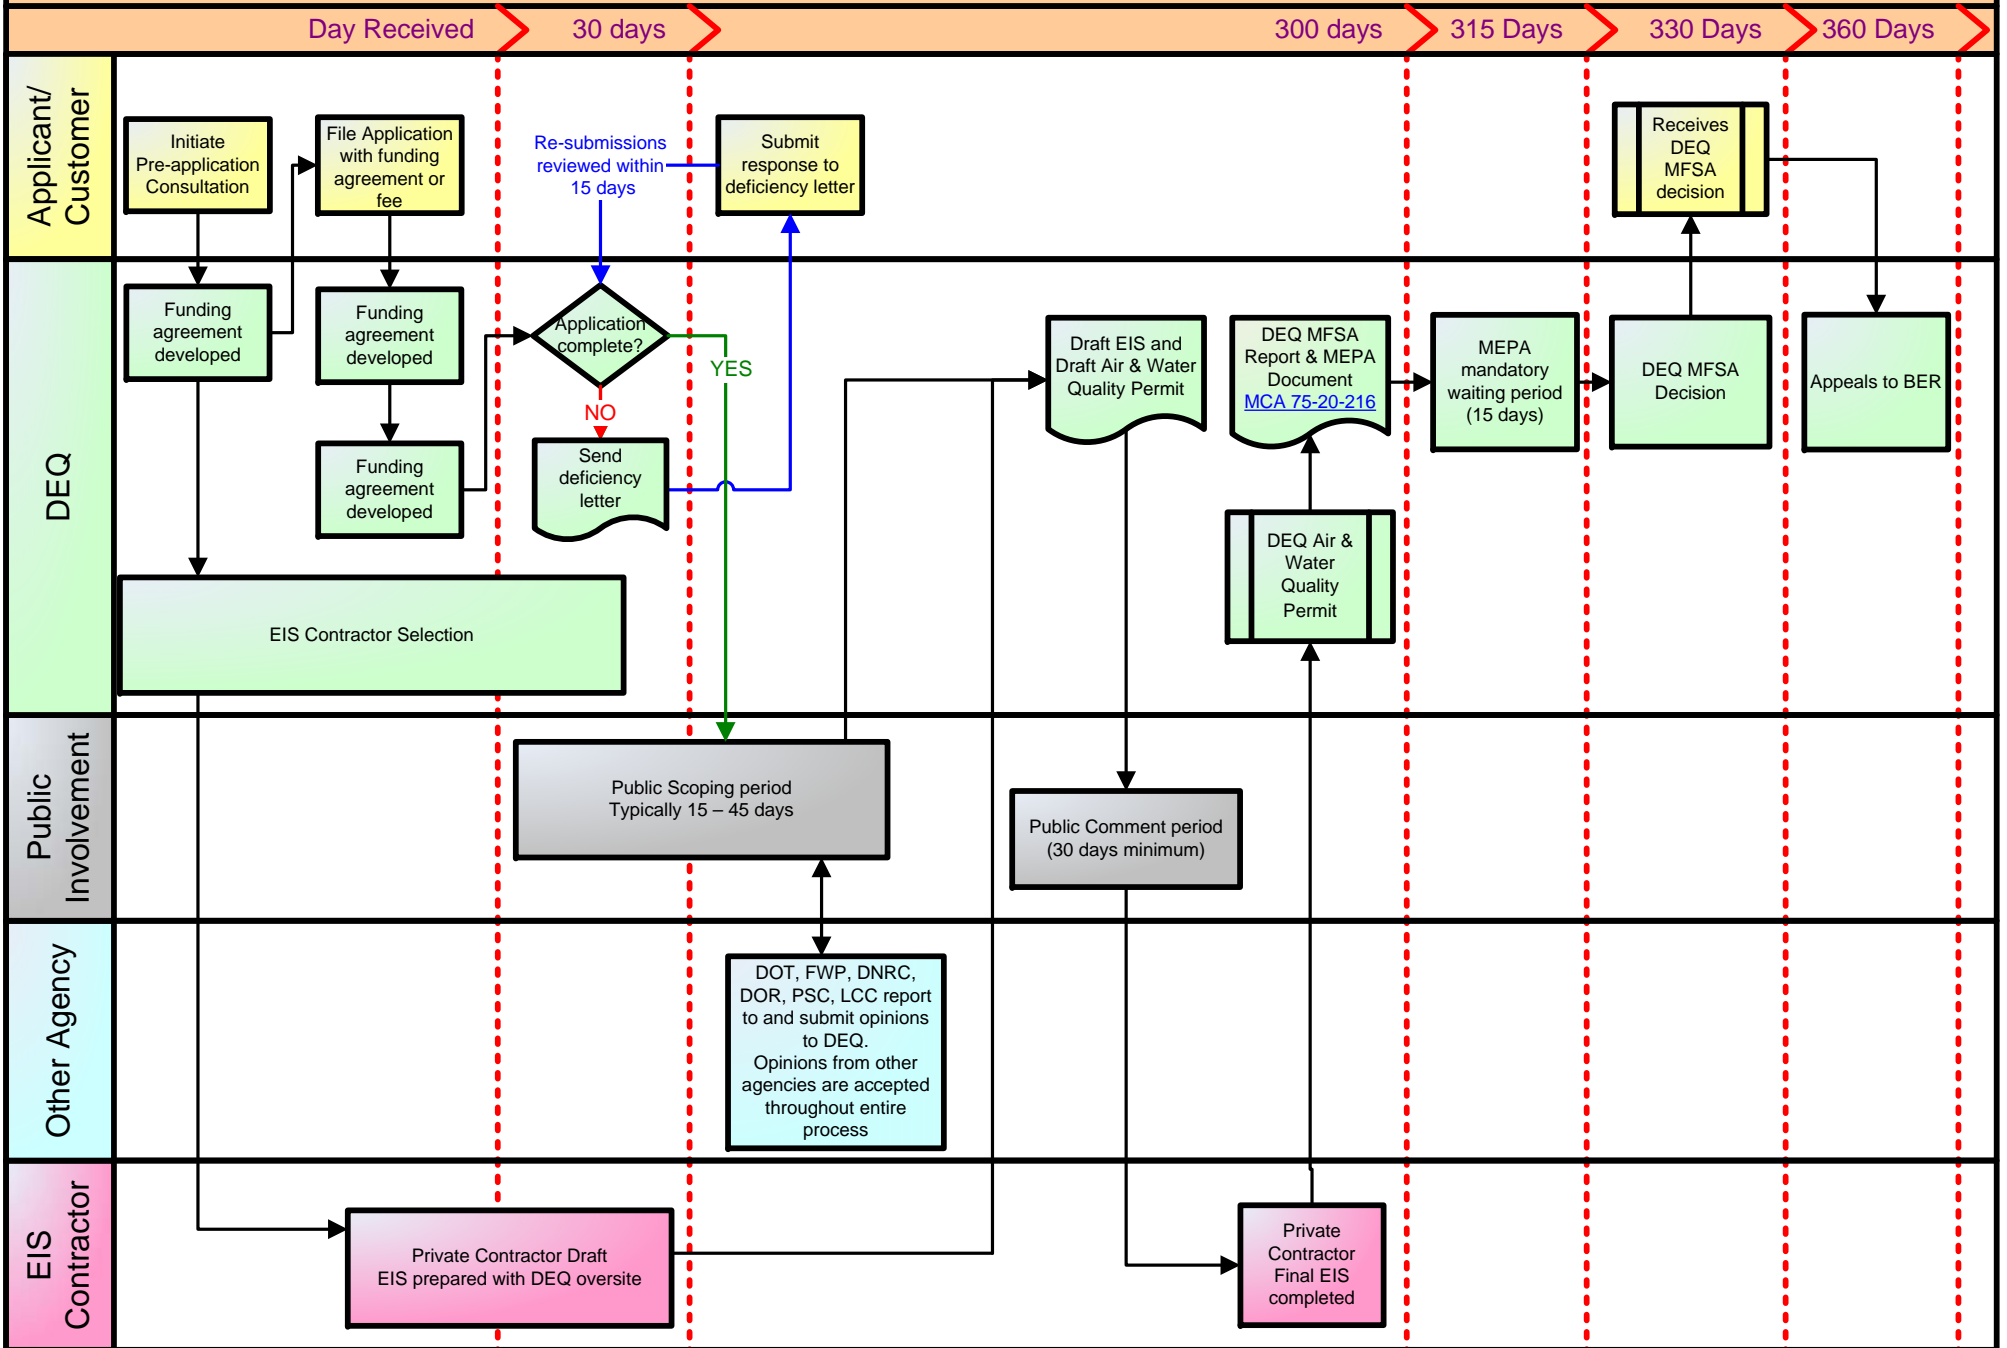 Day Received
30 days
300 days
315 Days
330 Days
360 Days
Applicant/
Customer
Initiate
Pre-application
Consultation
File Application
with funding
agreement or
fee
Re-submissions
reviewed within
15 days
Submit
response to
deficiency letter
Receives
DEQ
MFSA
decision
DEQ
Funding
agreement
developed
Funding
agreement
developed
Funding
agreement
developed
Application
complete?
YES
NO
Send
deficiency
letter
Draft EIS and
Draft Air & Water
Quality Permit
DEQ MFSA
Report & MEPA
Document
MCA 75-20-216
MEPA
mandatory
waiting period
(15 days)
DEQ MFSA
Decision
Appeals to BER
DEQ Air &
Water
Quality
Permit
EIS Contractor Selection
Public
Involvement
Public Scoping period
Typically 15 – 45 days
Public Comment period
(30 days minimum)
Other Agency
DOT, FWP, DNRC,
DOR, PSC, LCC report
to and submit opinions
to DEQ.
Opinions from other
agencies are accepted
throughout entire
process
EIS
Contractor
Private Contractor Draft
EIS prepared with DEQ oversite
Private
Contractor
Final EIS
completed